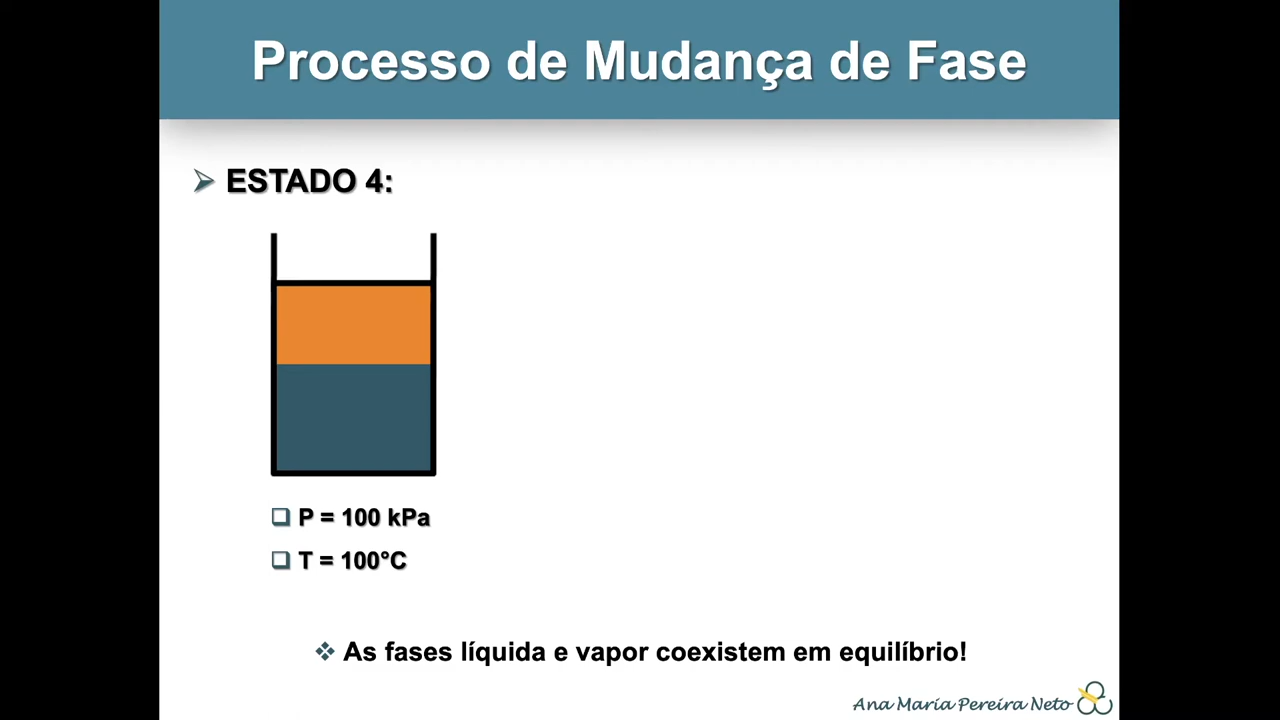 Processo de Mudança de Fase
ESTADO 4:
P = 100 kPa
T = 100°C
As fases líquida e vapor coexistem em equilíbrio!
Ana Maria Pereira Neto